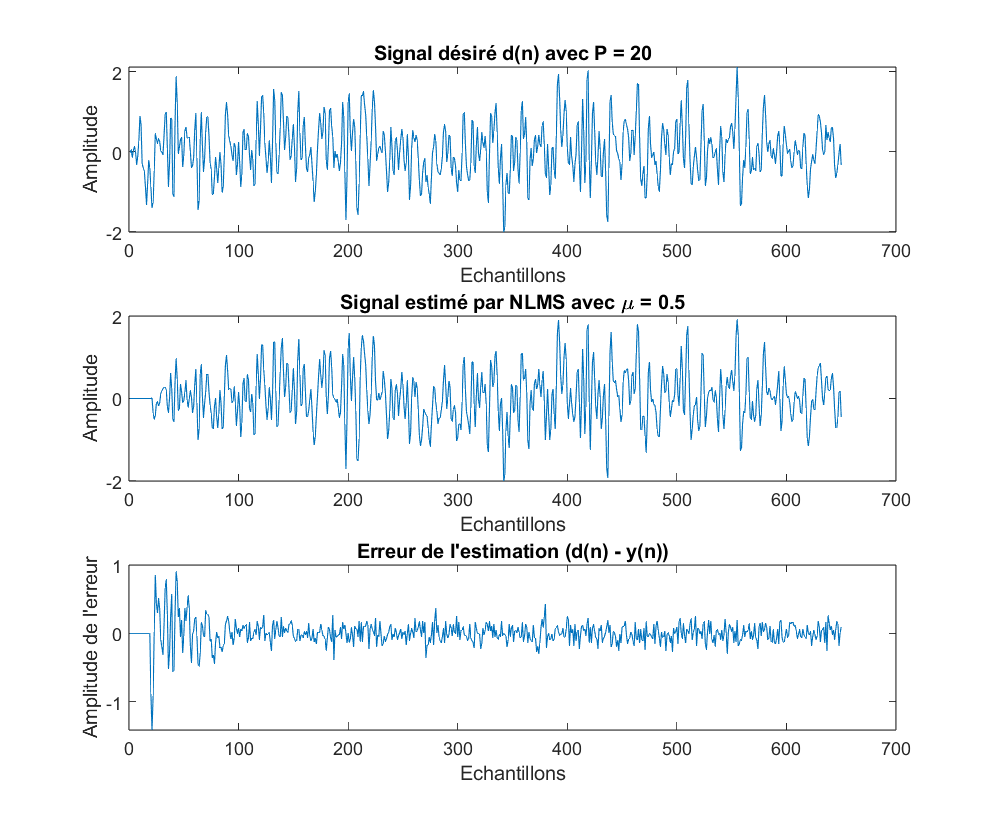 Signal désiré d(n) avec P = 20
Amplitude
2
0
-2
0 100 200 300 400 500 600 700
Echantillons
Signal estimé par NLMS avec μ = 0.5
Amplitude
2
0
-2
0 100 200 300 400 500 600 700
Echantillons
Erreur de l'estimation (d(n) - y(n))
Amplitude de l'erreur
1
0
-1
0 100 200 300 400 500 600 700
Echantillons